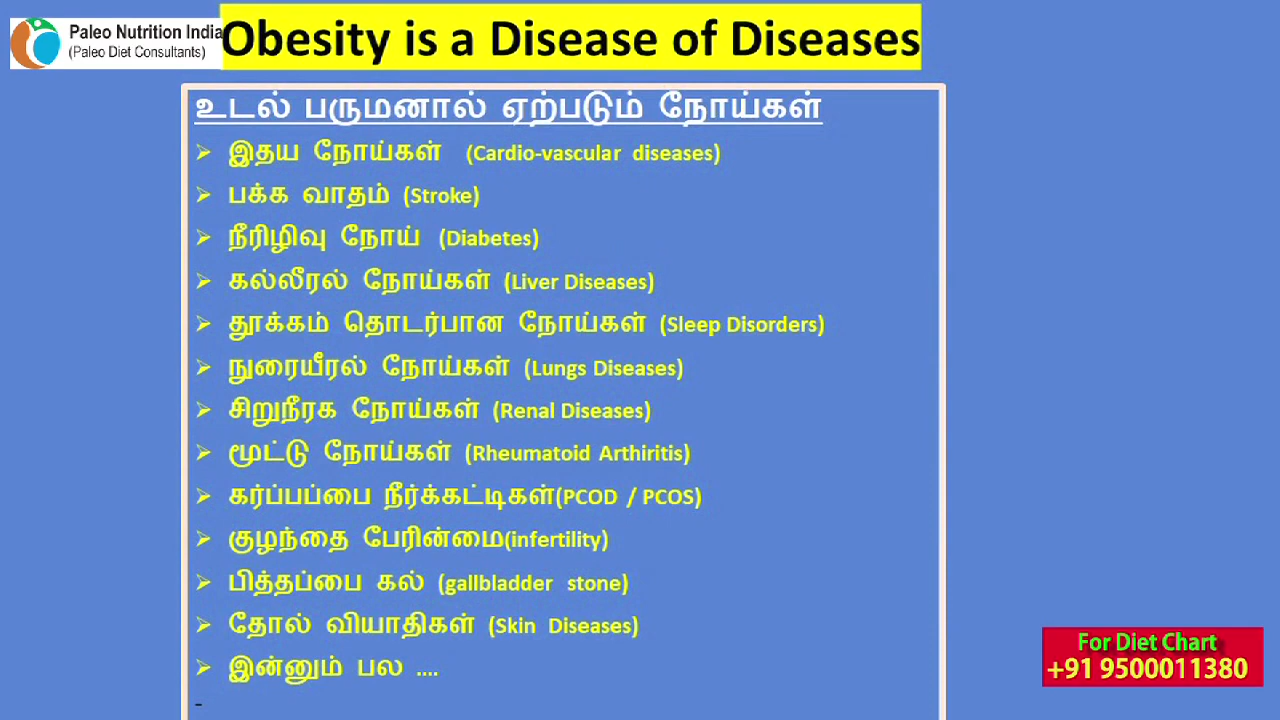 Paleo Nutrition India
(Paleo Diet Consultants)
Obesity is a Disease of Diseases
உடல் பருமனால் ஏற்படும் நோய்கள்
➢ இதய நோய்கள் (Cardio-vascular diseases)
➢ பக்க வாதம் (Stroke)
➢ நீரிழிவு நோய் (Diabetes)
➢ கல்லீரல் நோய்கள் (Liver Diseases)
➢ தூக்கம் தொடர்பான நோய்கள் (Sleep Disorders)
➢ நுரையீரல் நோய்கள் (Lungs Diseases)
➢ சிறுநீரக நோய்கள் (Renal Diseases)
➢ மூட்டு நோய்கள் (Rheumatoid Arthiritis)
➢ கர்ப்பப்பை நீர்க்கட்டிகள்(PCOD / PCOS)
➢ குழந்தை பேரின்மை(infertility)
➢ பித்தப்பை கல் (gallbladder stone)
➢ தோல் வியாதிகள் (Skin Diseases)
➢ இன்னும் பல ....
-
For Diet Chart
+91 9500011380